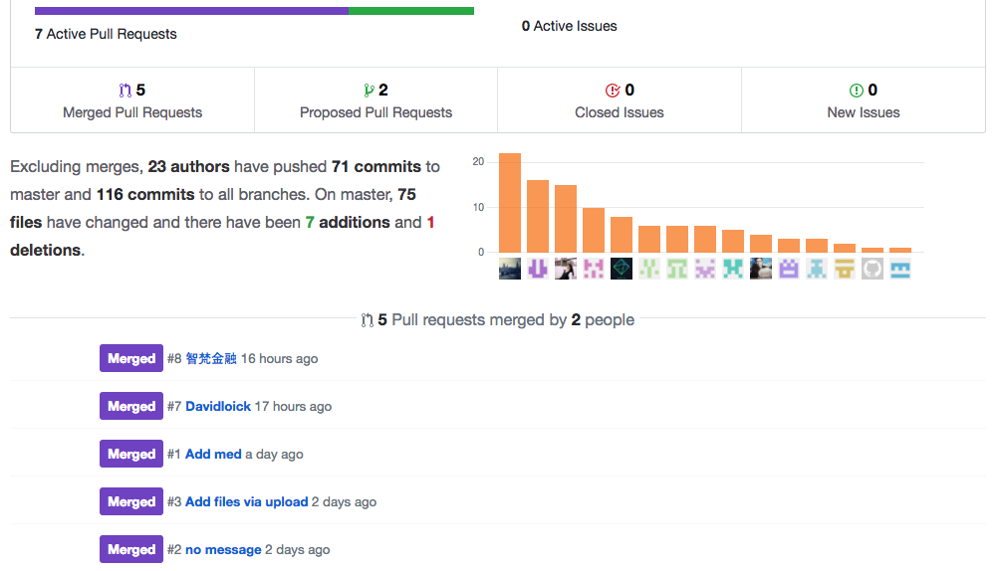 7 Active Pull Requests
0 Active Issues
5
Merged Pull Requests
2
Proposed Pull Requests
0
Closed Issues
0
New Issues
Excluding merges, 23 authors have pushed 71 commits to
master and 116 commits to all branches. On master, 75
files have changed and there have been 7 additions and 1
deletions.
20
10
0
5 Pull requests merged by 2 people
Merged #8 智梵金融 16 hours ago
Merged #7 Davidloick 17 hours ago
Merged #1 Add med a day ago
Merged #3 Add files via upload 2 days ago
Merged #2 no message 2 days ago